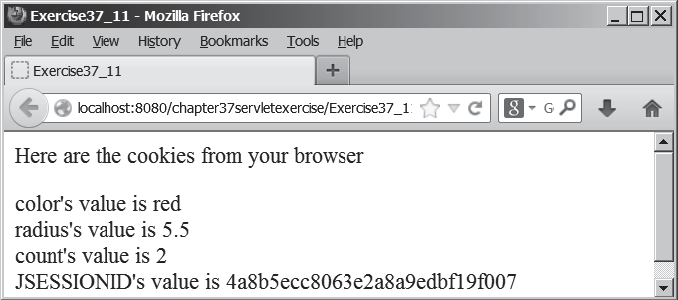 Exercise37_11 - Mozilla Firefox
File Edit View History Bookmarks Tools Help
Exercise37_11
localhost:8080/chapter37servletexercise/Exercise37_11
8 G
Here are the cookies from your browser
color's value is red
radius's value is 5.5
count's value is 2
JSESSIONID's value is 4a8b5ecc8063e2a8a9edbf19f007